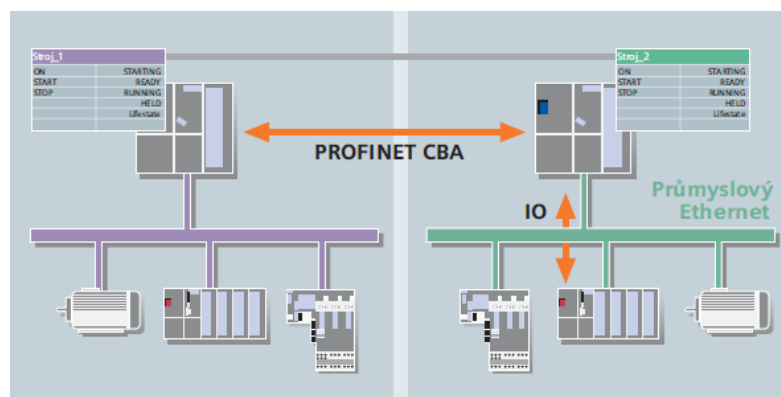 Stroj_1
ON STARTING
START READY
STOP RUNNING
HELD
Lifestate
Stroj_2
ON STARTING
START READY
STOP RUNNING
HELD
Lifestate
PROFINET CBA
IO
Průmyslový
Ethernet